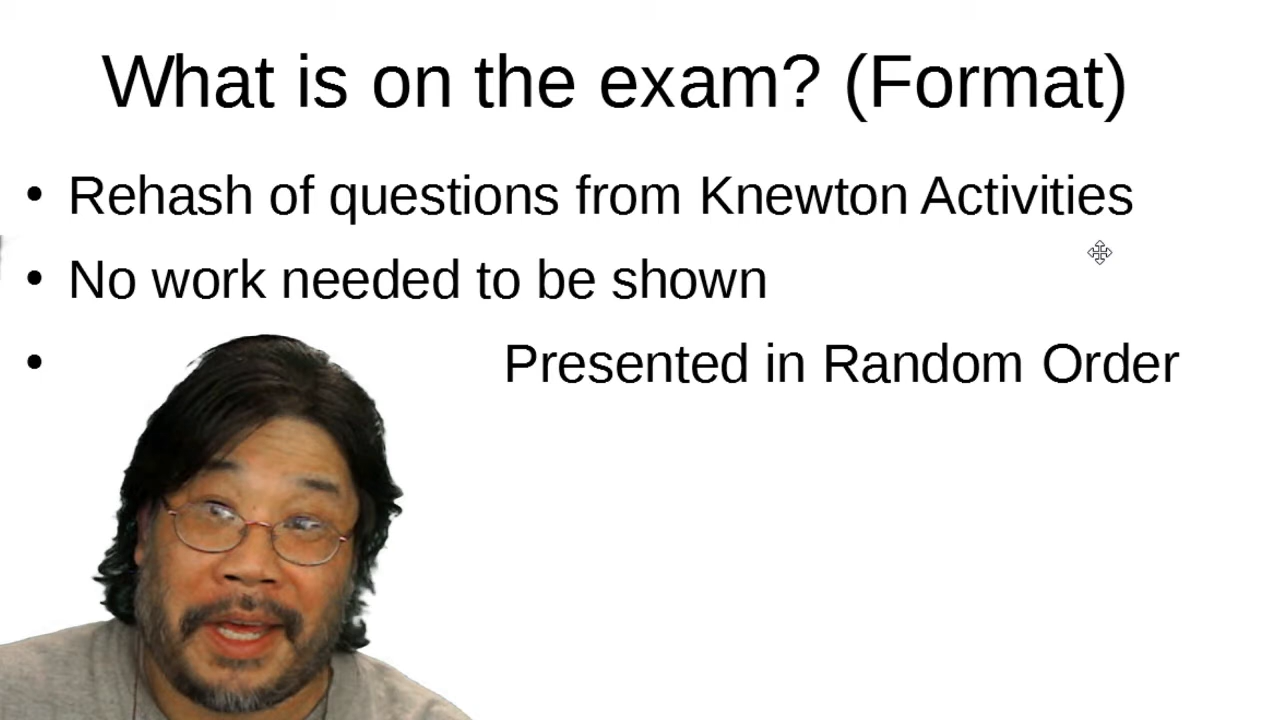 What is on the exam? (Format)
• Rehash of questions from Knewton Activities
• No work needed to be shown
• Presented in Random Order